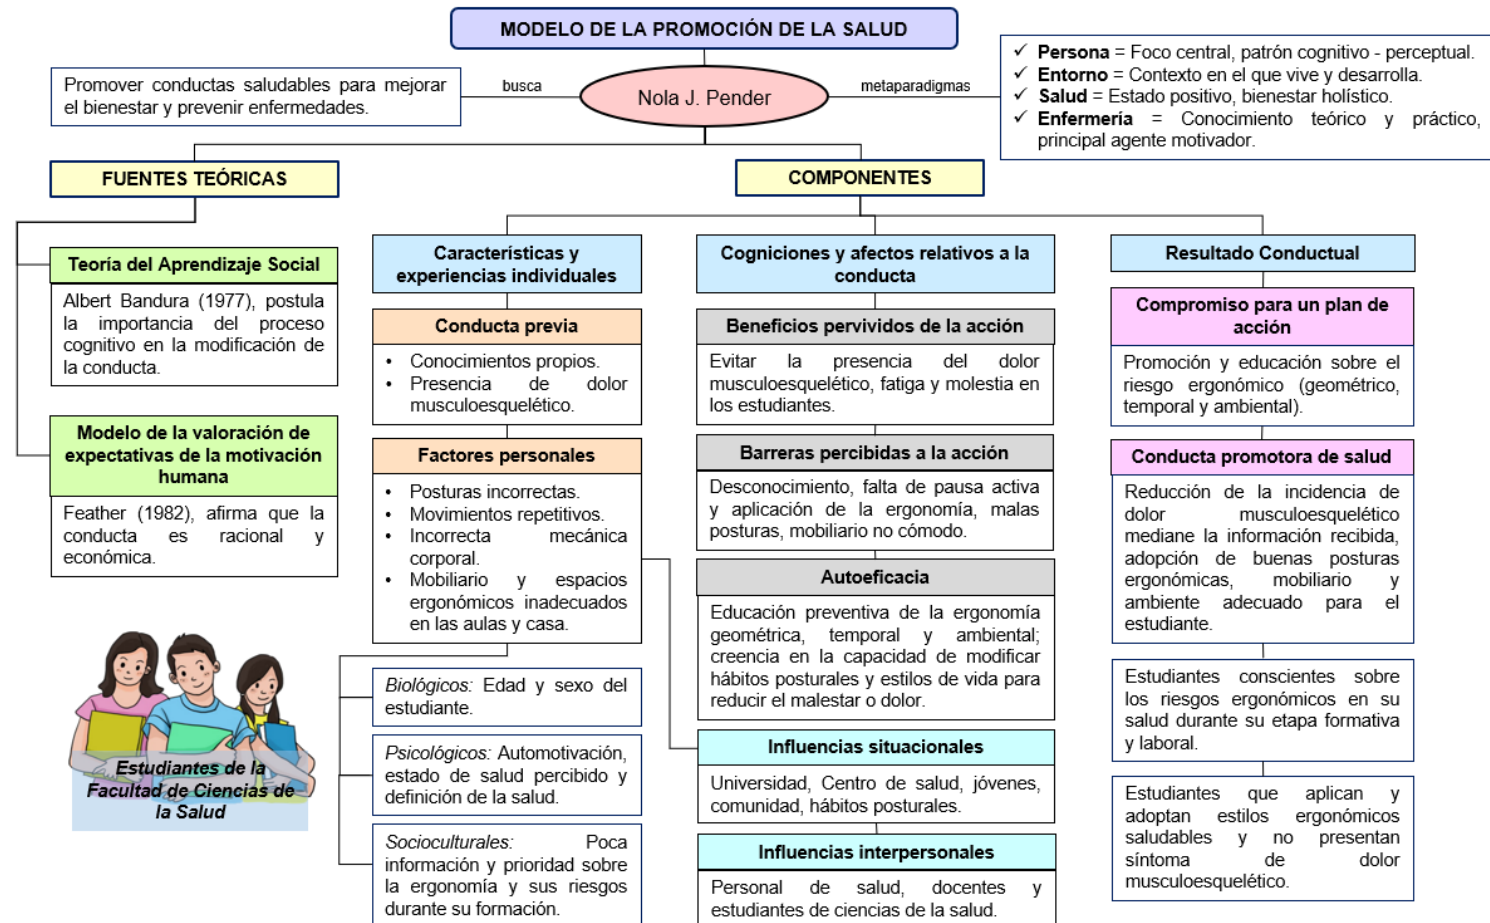 MODELO DE LA PROMOCIÓN DE LA SALUD
Promover conductas saludables para mejorar
el bienestar y prevenir enfermedades.
busca
Nola J. Pender
metaparadigmas
✓ Persona = Foco central, patrón cognitivo - perceptual.
✓ Entorno = Contexto en el que vive y desarrolla.
✓ Salud = Estado positivo, bienestar holístico.
✓ Enfermería = Conocimiento teórico y práctico,
principal agente motivador.
FUENTES TEÓRICAS
COMPONENTES
Teoría del Aprendizaje Social
Albert Bandura (1977), postula
la importancia del proceso
cognitivo en la modificación de
la conducta.
Modelo de la valoración de
expectativas de la motivación
humana
Feather (1982), afirma que la
conducta es racional y
económica.
Estudiantes de la
Facultad de Ciencias de
la Salud
Características y
experiencias individuales
Conducta previa
• Conocimientos propios.
• Presencia de dolor
musculoesquelético.
Factores personales
• Posturas incorrectas.
• Movimientos repetitivos.
• Incorrecta mecánica
corporal.
• Mobiliario y espacios
ergonómicos inadecuados
en las aulas y casa.
Biológicos: Edad y sexo del
estudiante.
Psicológicos: Automotivación,
estado de salud percibido y
definición de la salud.
Socioculturales: Poca
información y prioridad sobre
la ergonomía y sus riesgos
durante su formación.
Cogniciones y afectos relativos a la
conducta
Beneficios pervividos de la acción
Evitar la presencia del dolor
musculoesquelético, fatiga y molestia en
los estudiantes.
Barreras percibidas a la acción
Desconocimiento, falta de pausa activa
y aplicación de la ergonomía, malas
posturas, mobiliario no cómodo.
Autoeficacia
Educación preventiva de la ergonomía
geométrica, temporal y ambiental;
creencia en la capacidad de modificar
hábitos posturales y estilos de vida para
reducir el malestar o dolor.
Influencias situacionales
Universidad, Centro de salud, jóvenes,
comunidad, hábitos posturales.
Influencias interpersonales
Personal de salud, docentes y
estudiantes de ciencias de la salud.
Resultado Conductual
Compromiso para un plan de
acción
Promoción y educación sobre el
riesgo ergonómico (geométrico,
temporal y ambiental).
Conducta promotora de salud
Reducción de la incidencia de
dolor musculoesquelético
mediane la información recibida,
adopción de buenas posturas
ergonómicas, mobiliario y
ambiente adecuado para el
estudiante.
Estudiantes conscientes sobre
los riesgos ergonómicos en su
salud durante su etapa formativa
y laboral.
Estudiantes que aplican y
adoptan estilos ergonómicos
saludables y no presentan
síntoma de dolor
musculoesquelético.